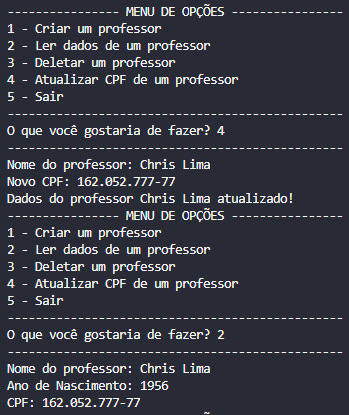 ---------------- MENU DE OPÇÕES ----------------
1 - Criar um professor
2 - Ler dados de um professor
3 - Deletar um professor
4 - Atualizar CPF de um professor
5 - Sair
------------------------------------------------
O que você gostaria de fazer? 4
------------------------------------------------
Nome do professor: Chris Lima
Novo CPF: 162.052.777-77
Dados do professor Chris Lima atualizado!
---------------- MENU DE OPÇÕES ----------------
1 - Criar um professor
2 - Ler dados de um professor
3 - Deletar um professor
4 - Atualizar CPF de um professor
5 - Sair
------------------------------------------------
O que você gostaria de fazer? 2
------------------------------------------------
Nome do professor: Chris Lima
Ano de Nascimento: 1956
CPF: 162.052.777-77